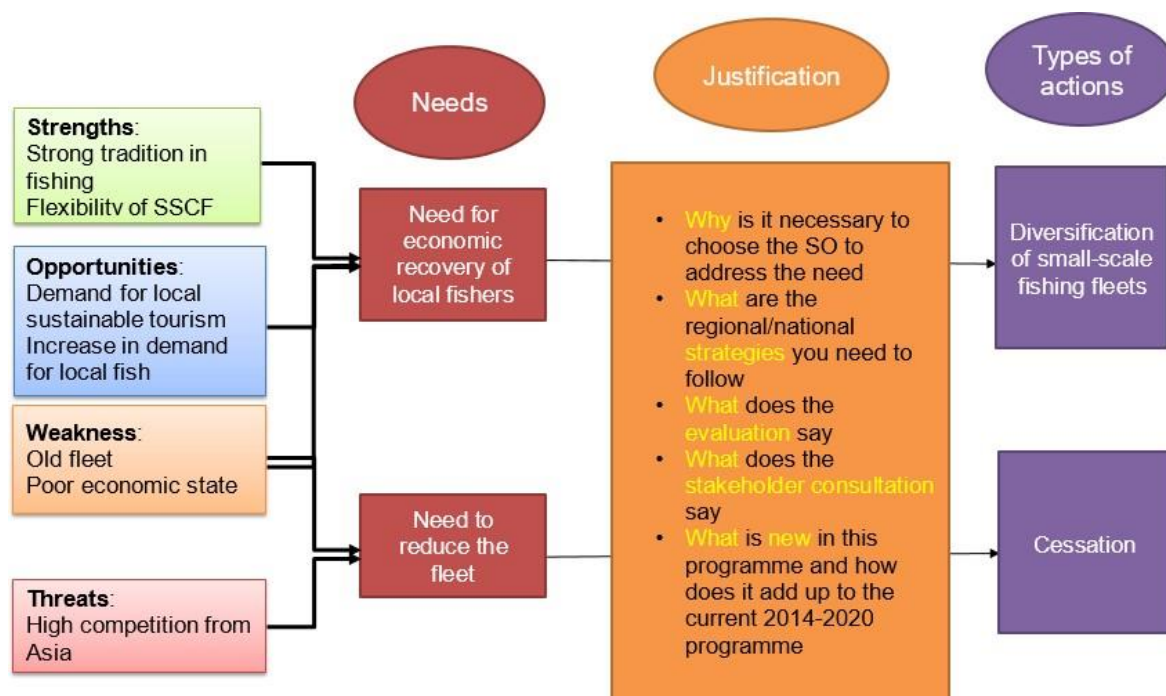 Needs
Justification
Types of
actions
Strengths:
Strong tradition in
fishing
Flexibility of SSCF
Opportunities:
Demand for local
sustainable tourism
Increase in demand
for local fish
Weakness:
Old fleet
Poor economic state
Threats:
High competition from
Asia
Need for
economic
recovery of
local fishers
Need to
reduce the
fleet
• Why is it necessary to
choose the SO to
address the need
• What are the
regional/national
strategies you need to
follow
• What does the
evaluation say
• What does the
stakeholder consultation
say
• What is new in this
programme and how
does it add up to the
current 2014-2020
programme
Diversification
of small-scale
fishing fleets
Cessation